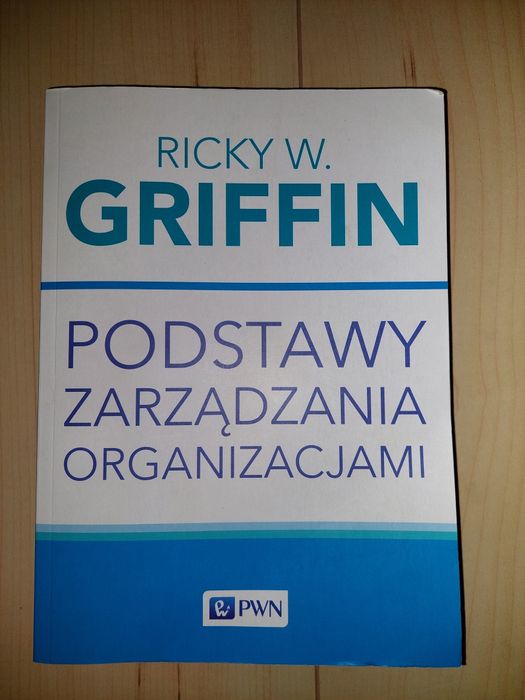 RICKY W.
GRIFFIN
PODSTAWY
ZARZĄDZANIA
ORGANIZACJAMI
PWN